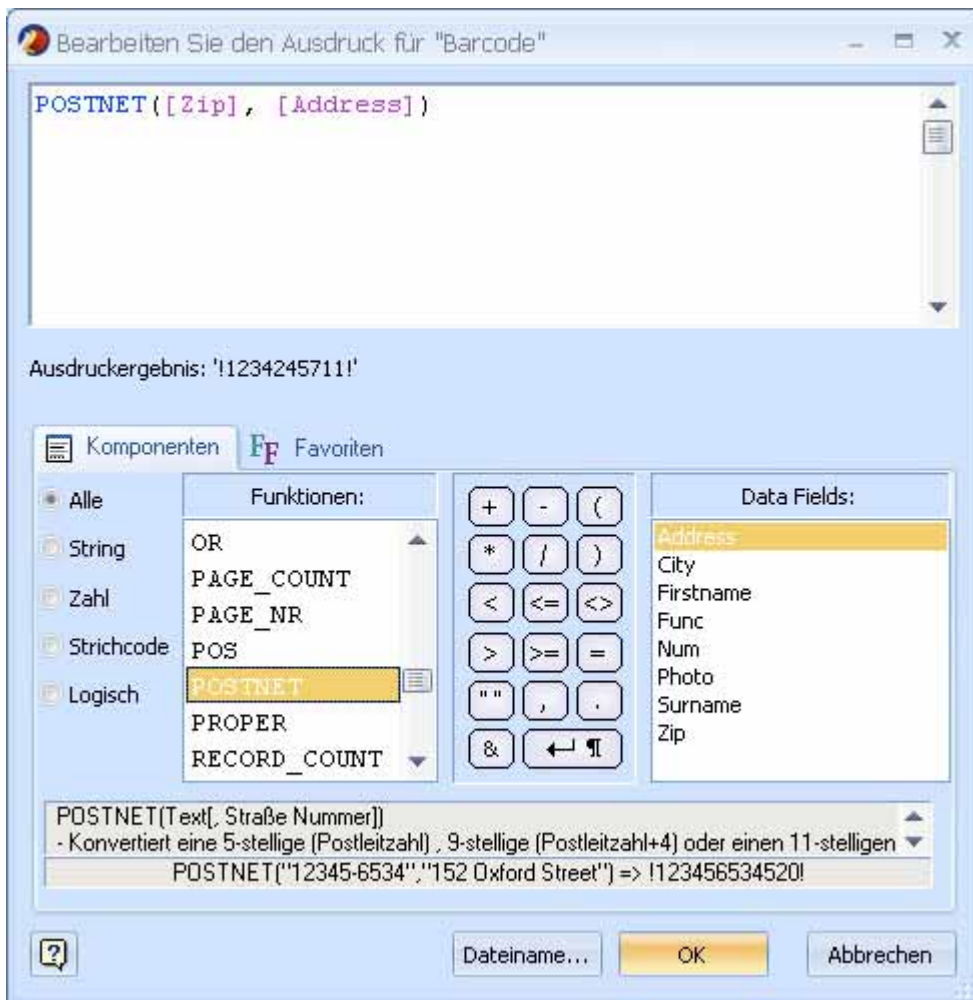 Bearbeiten Sie den Ausdruck für "Barcode"
POSTNET([Zip], [Address])
Ausdruckergebnis: '!1234245711!'
Komponenten FF Favoriten
Alle
String
Zahl
Strichcode
Logisch
Funktionen:
OR
PAGE_COUNT
PAGE_NR
POS
POSTNET
PROPER
RECORD_COUNT
+ - (
* / )
< <= <>
> >= =
" " , .
& ↵ ¶
Data Fields:
Address
City
Firstname
Func
Num
Photo
Surname
Zip
POSTNET(Text[, Straße Nummer])
- Konvertiert eine 5-stellige (Postleitzahl) , 9-stellige (Postleitzahl+4) oder einen 11-stelligen
POSTNET("12345-6534","152 Oxford Street") => !123456534520!
?
Dateiname... OK Abbrechen